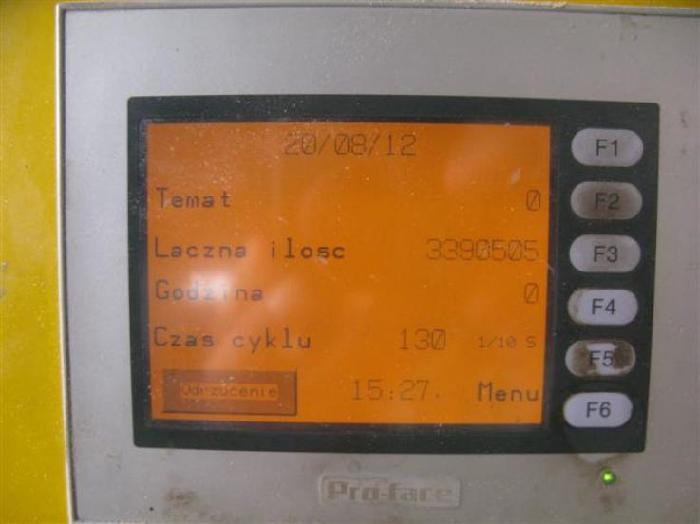 20/08/12
Temat 0
Laczna ilosc 3390505
Godzina 0
Czas cyklu 130 1/10 S
Odrzucenie 15:27. Menu
F1
F2
F3
F4
F5
F6
Pro-face